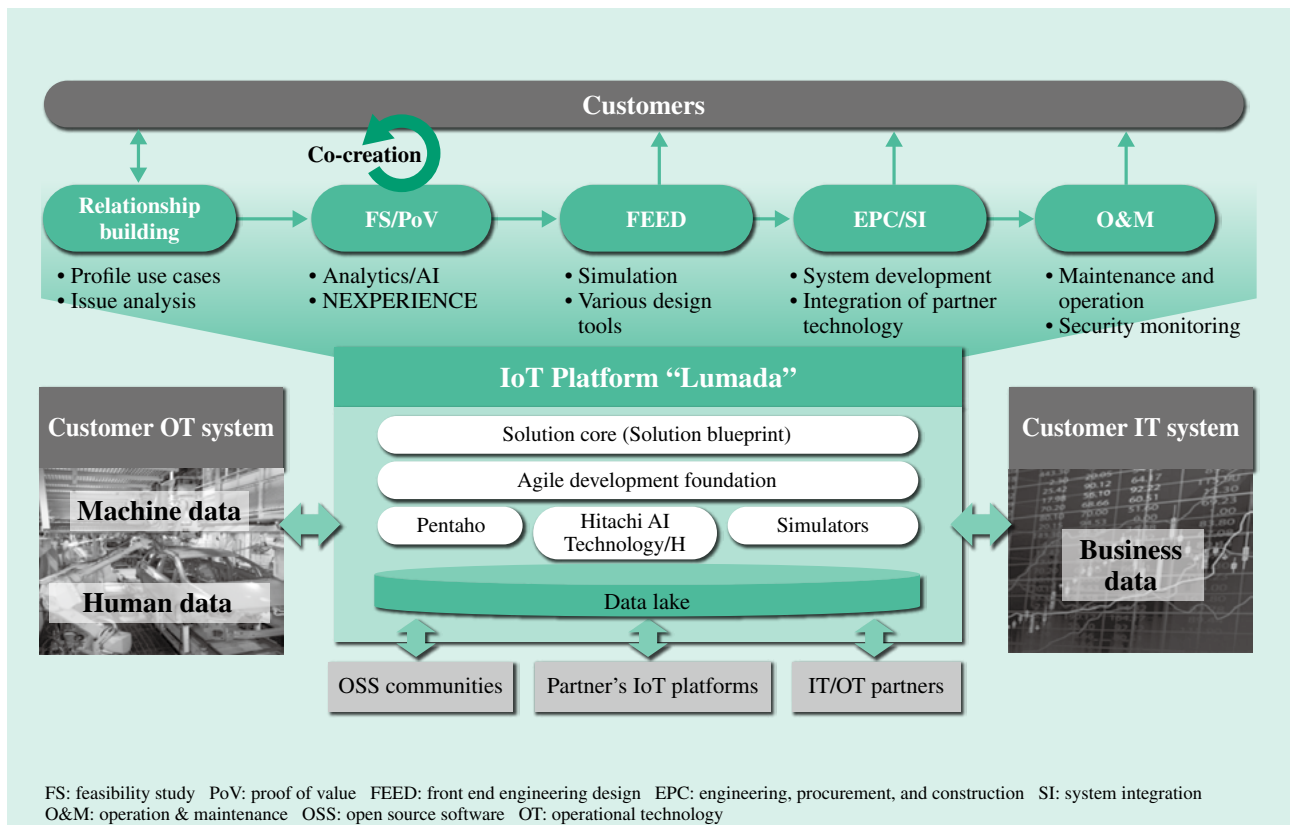 Customers
Co-creation
Relationship
building
FS/PoV
FEED
EPC/SI
O&M
• Profile use cases
• Issue analysis
• Analytics/AI
• NEXPERIENCE
• Simulation
• Various design
tools
• System development
• Integration of partner
technology
• Maintenance and
operation
• Security monitoring
IoT Platform “Lumada”
Customer OT system
Machine data
Human data
Solution core (Solution blueprint)
Agile development foundation
Pentaho
Hitachi AI
Technology/H
Simulators
Data lake
Customer IT system
Business
data
OSS communities
Partner’s IoT platforms
IT/OT partners
FS: feasibility study PoV: proof of value FEED: front end engineering design EPC: engineering, procurement, and construction SI: system integration
O&M: operation & maintenance OSS: open source software OT: operational technology